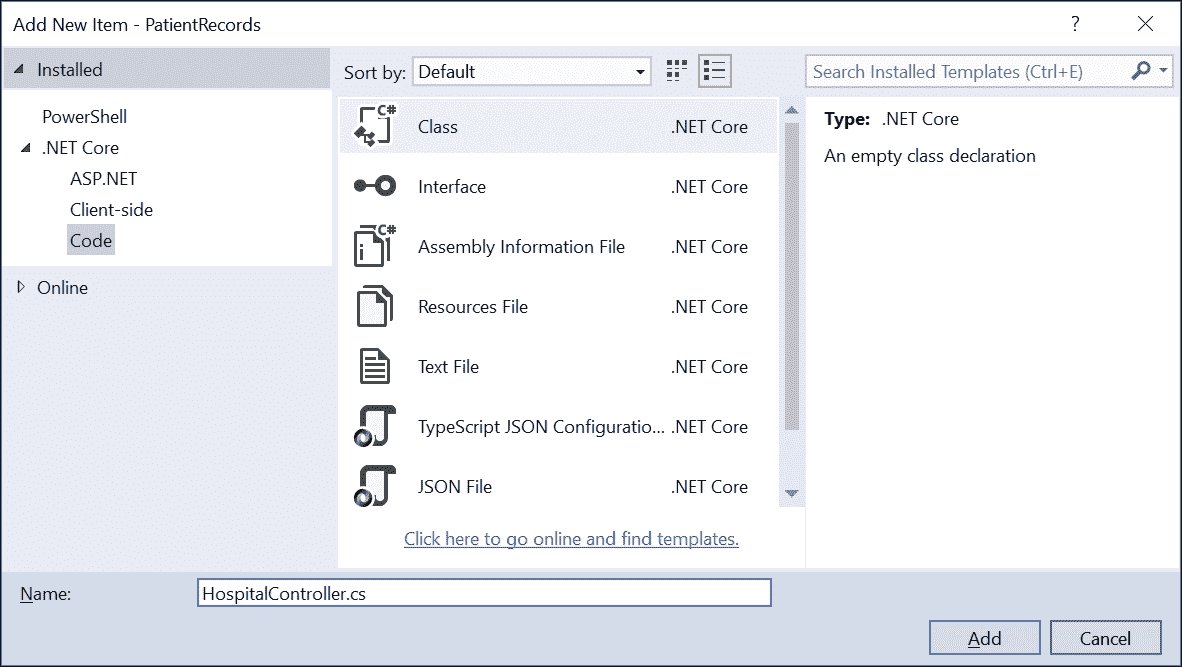 Add New Item - PatientRecords
?
Installed
PowerShell
.NET Core
ASP.NET
Client-side
Code
Online
Sort by: Default
Search Installed Templates (Ctrl+E)
C# Class .NET Core
Interface .NET Core
C# Assembly Information File .NET Core
Resources File .NET Core
Text File .NET Core
TypeScript JSON Configuratio... .NET Core
JSON File .NET Core
Click here to go online and find templates.
Type: .NET Core
An empty class declaration
Name: HospitalController.cs
Add Cancel